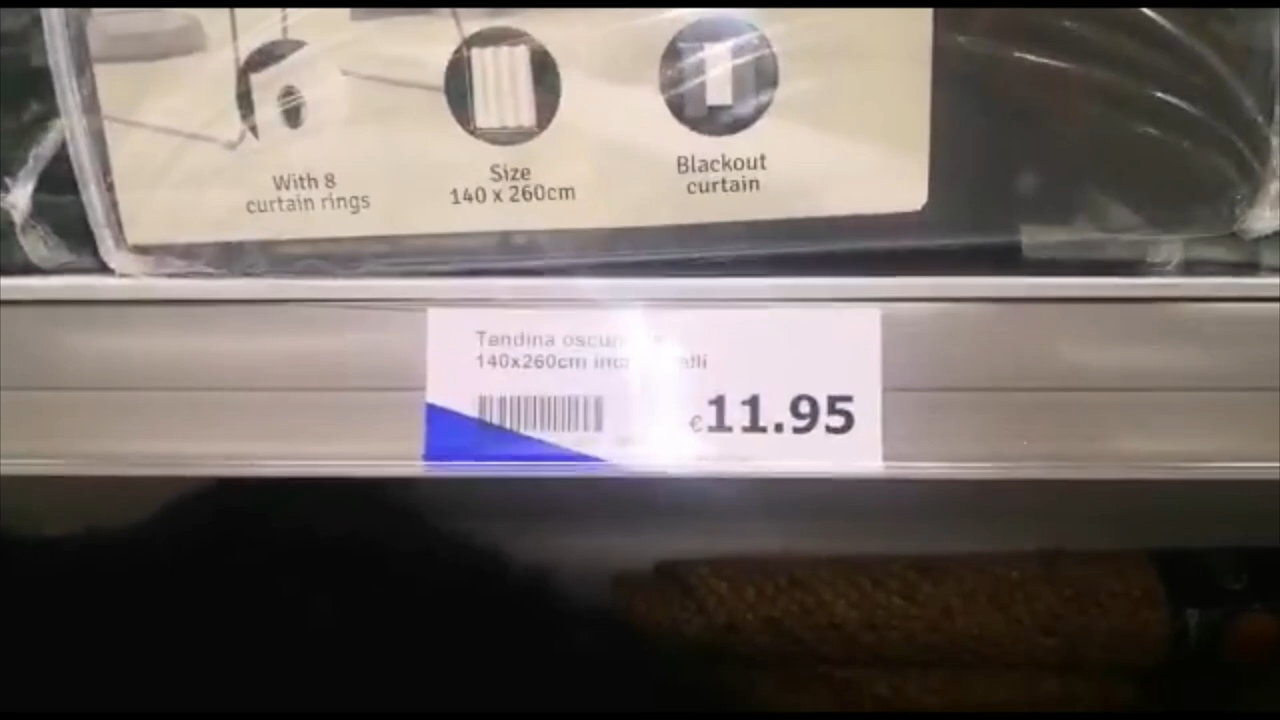 With 8
curtain rings
Size
140 x 260cm
Blackout
curtain
Tendina
140x260cm
€11.95